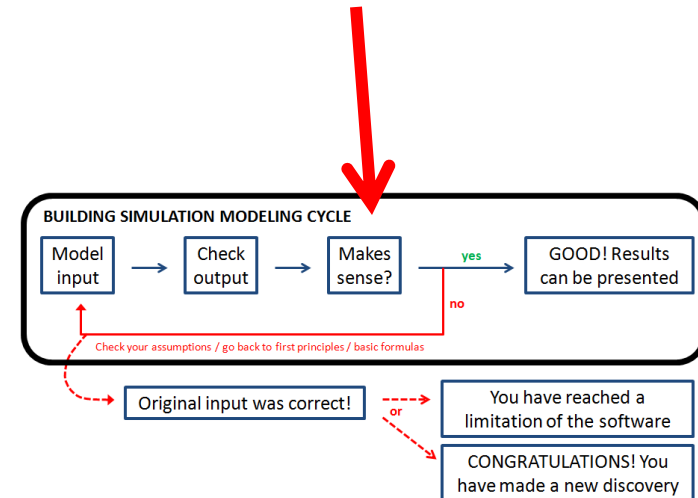 BUILDING SIMULATION MODELING CYCLE
Model
input
Check
output
Makes
sense?
yes
no
GOOD! Results
can be presented
Check your assumptions / go back to first principles / basic formulas
Original input was correct!
or
You have reached a
limitation of the software
CONGRATULATIONS! You
have made a new discovery